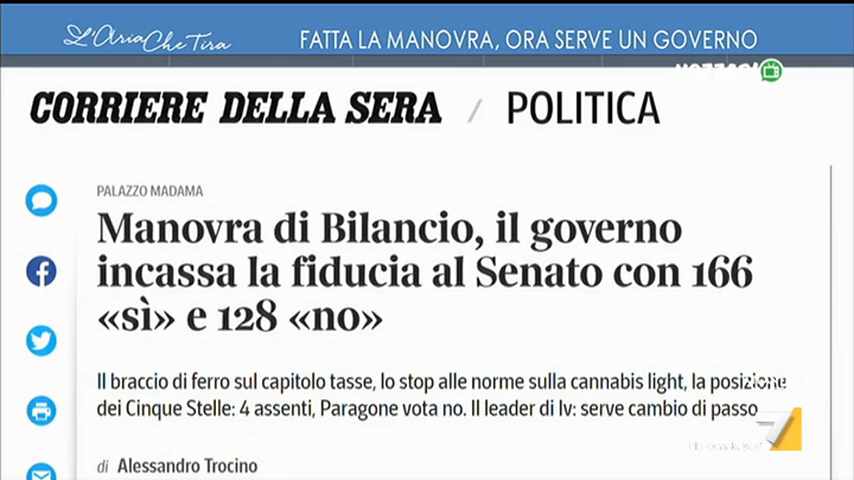 L'Aria Che Tira
FATTA LA MANOVRA, ORA SERVE UN GOVERNO
CORRIERE DELLA SERA / POLITICA
PALAZZO MADAMA
Manovra di Bilancio, il governo
incassa la fiducia al Senato con 166
«sì» e 128 «no»
Il braccio di ferro sul capitolo tasse, lo stop alle norme sulla cannabis light, la posizione
dei Cinque Stelle: 4 assenti, Paragone vota no. Il leader di Iv: serve cambio di passo
di Alessandro Trocino